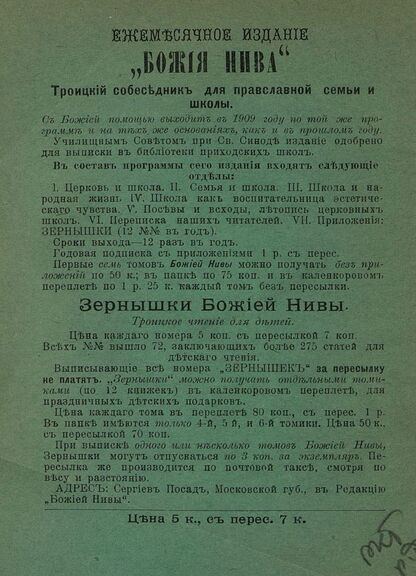 ЕЖЕМѢСЯЧНОЕ ИЗДАНІЕ
„БОЖІЯ НИВА“
Троицкій собесѣдникъ для православной семьи и
школы.
Съ Божіей помощью выходитъ въ 1909 году по той же про-
граммѣ и на тѣхъ же основаніяхъ, какъ и въ прошломъ году.
Училищнымъ Совѣтомъ при Св. Синодѣ изданіе одобрено
для выписки въ библіотеки приходскихъ школъ.
Въ составъ программы сего изданія входятъ слѣдующіе
отдѣлы:
I. Церковь и школа. II. Семья и школа. III. Школа и на-
родная жизнь IV. Школа какъ воспитательница эстетиче-
скаго чувства. V. Посѣвы и всходы, лѣтопись церковныхъ
школъ. VI. Переписка нашихъ читателей. VII. Приложенія:
ЗЕРНЫШКИ (12 №№ въ годъ).
Сроки выхода—12 разъ въ годъ.
Годовая подписка съ приложеніями 1 р. съ перес.
Первые семь томовъ Божіей Нивы можно получать безъ при-
ложеній по 50 к.; въ папкѣ по 75 коп. и въ каленкоровомъ
переплетѣ по 1 р. 25 к. каждый томъ безъ пересылки.
Зернышки Божіей Нивы.
Троицкое чтеніе для дѣтей.
Цѣна каждаго номера 5 коп. съ пересылкой 7 коп.
Всѣхъ №№ вышло 72, заключающихъ болѣе 275 статей для
дѣтскаго чтенія.
Выписывающіе всѣ номера „ЗЕРНЫШЕКЪ“ за пересылку
не платятъ. „Зернышки“ можно получать отдѣльными томи-
ками (по 12 книжекъ) въ каленкоровомъ переплетѣ, для
праздничныхъ дѣтскихъ подарковъ.
Цѣна каждаго тома въ переплетѣ 80 коп., съ перес. 1 р.
Въ папкѣ имѣются только 4-й, 5-й, и 6-й томики. Цѣна 50 к.,
съ пересылкой 70 коп.
При выпискѣ одного или нѣсколько томовъ Божіей Нивы,
Зернышки могутъ отпускаться по 3 коп. за экземпляръ. Пе-
ресылка же производится по почтовой таксѣ, смотря по
вѣсу и разстоянію.
АДРЕСЪ: Сергіевъ Посадъ, Московской губ., въ Редакцію
„Божіей Нивы“.
Цѣна 5 к., съ перес. 7 к.